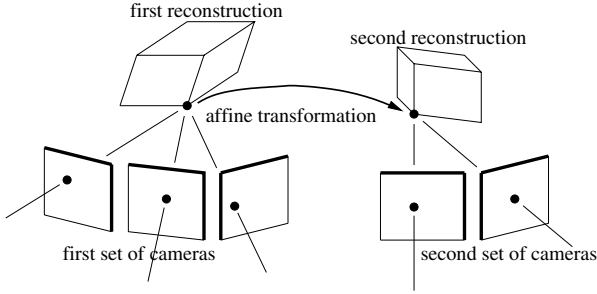 first reconstruction
second reconstruction
affine transformation
first set of cameras
second set of cameras